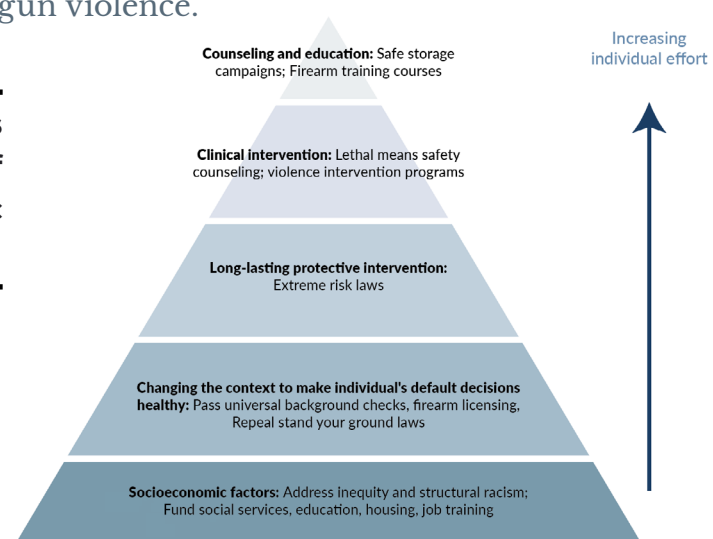 gun violence.
Counseling and education: Safe storage
campaigns; Firearm training courses
Increasing
individual effort
Clinical intervention: Lethal means safety
counseling; violence intervention programs
Long-lasting protective intervention:
Extreme risk laws
Changing the context to make individual's default decisions
healthy: Pass universal background checks, firearm licensing,
Repeal stand your ground laws
Socioeconomic factors: Address inequity and structural racism;
Fund social services, education, housing, job training